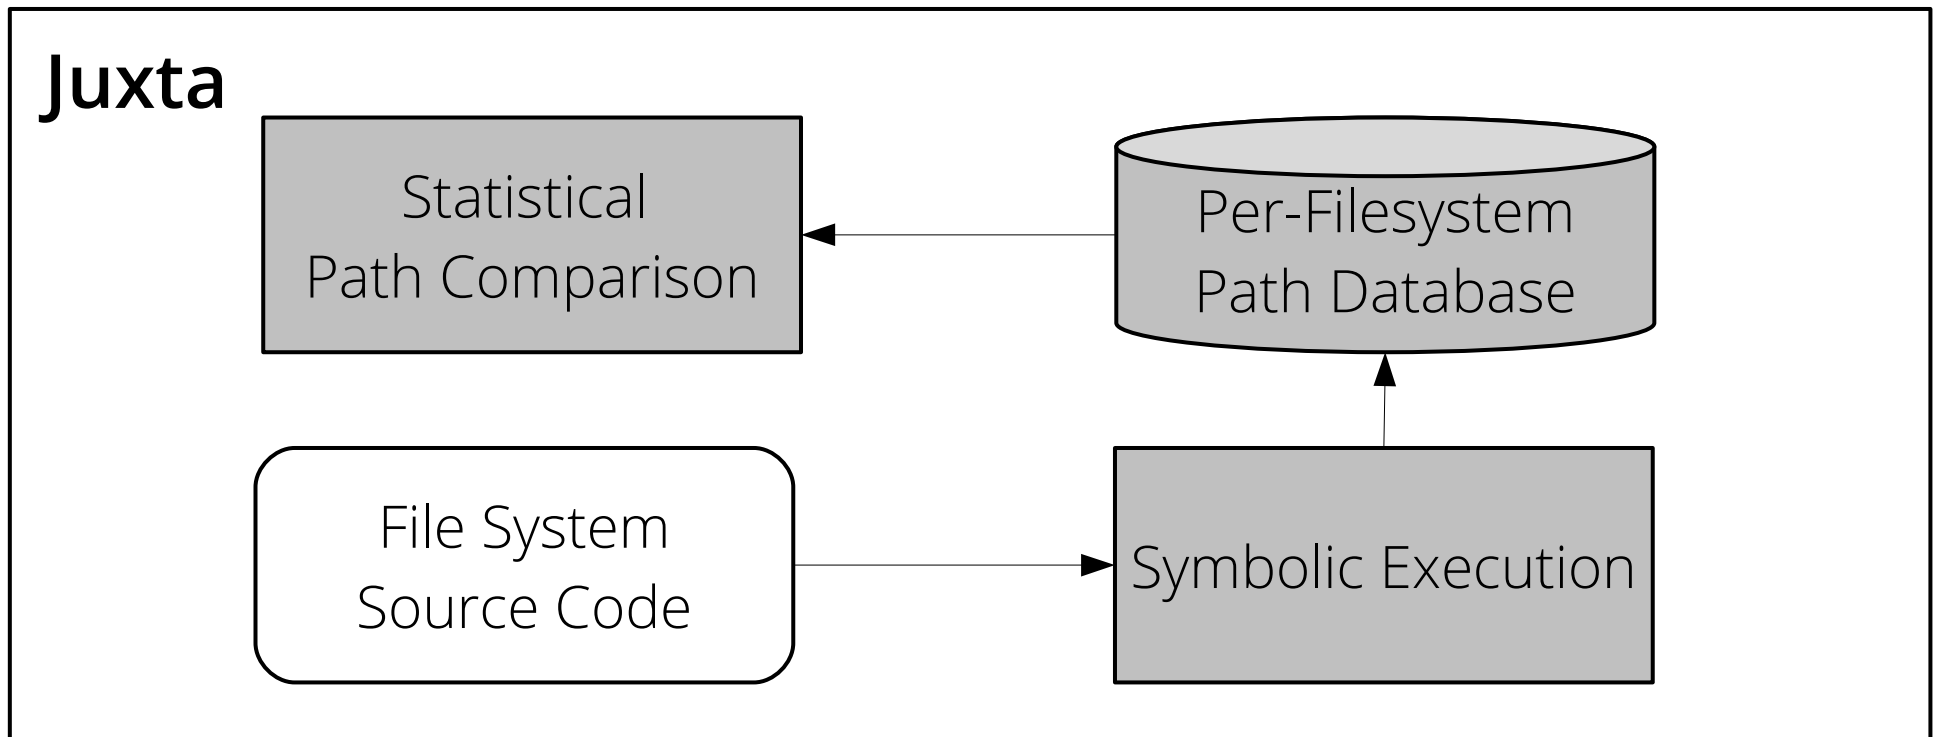 Juxta
Statistical
Path Comparison
Per-Filesystem
Path Database
File System
Source Code
Symbolic Execution